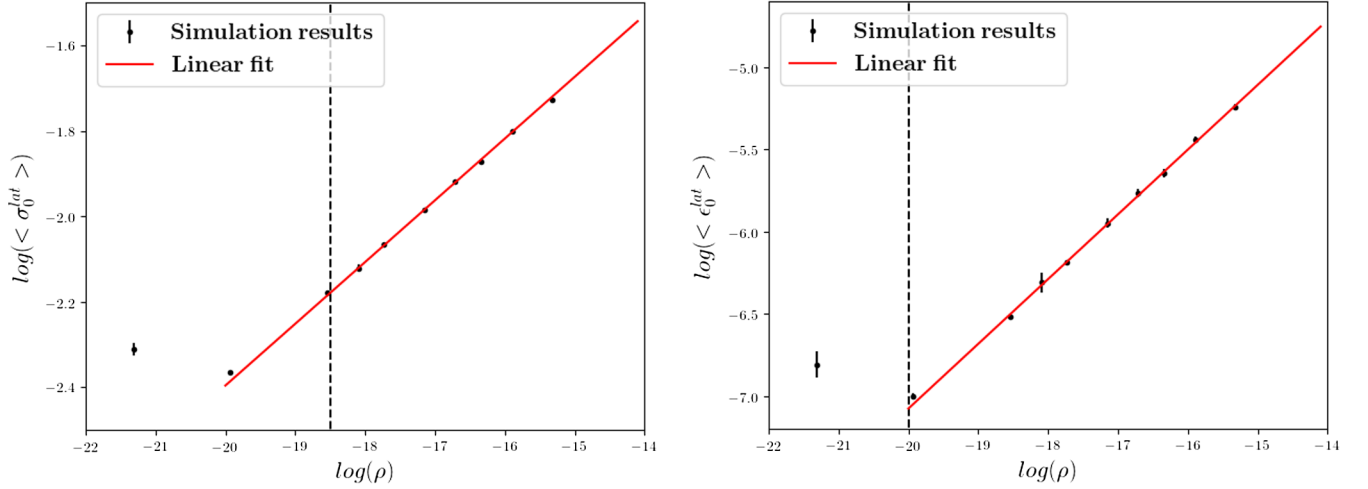 Simulation results
Linear fit
−1.6
−1.8
−2.0
−2.2
−2.4
log(< σ₀ˡᵃᵗ >)
−22 −21 −20 −19 −18 −17 −16 −15 −14
log(ρ)
Simulation results
Linear fit
−5.0
−5.5
−6.0
−6.5
−7.0
log(< ϵ₀ˡᵃᵗ >)
−22 −21 −20 −19 −18 −17 −16 −15 −14
log(ρ)